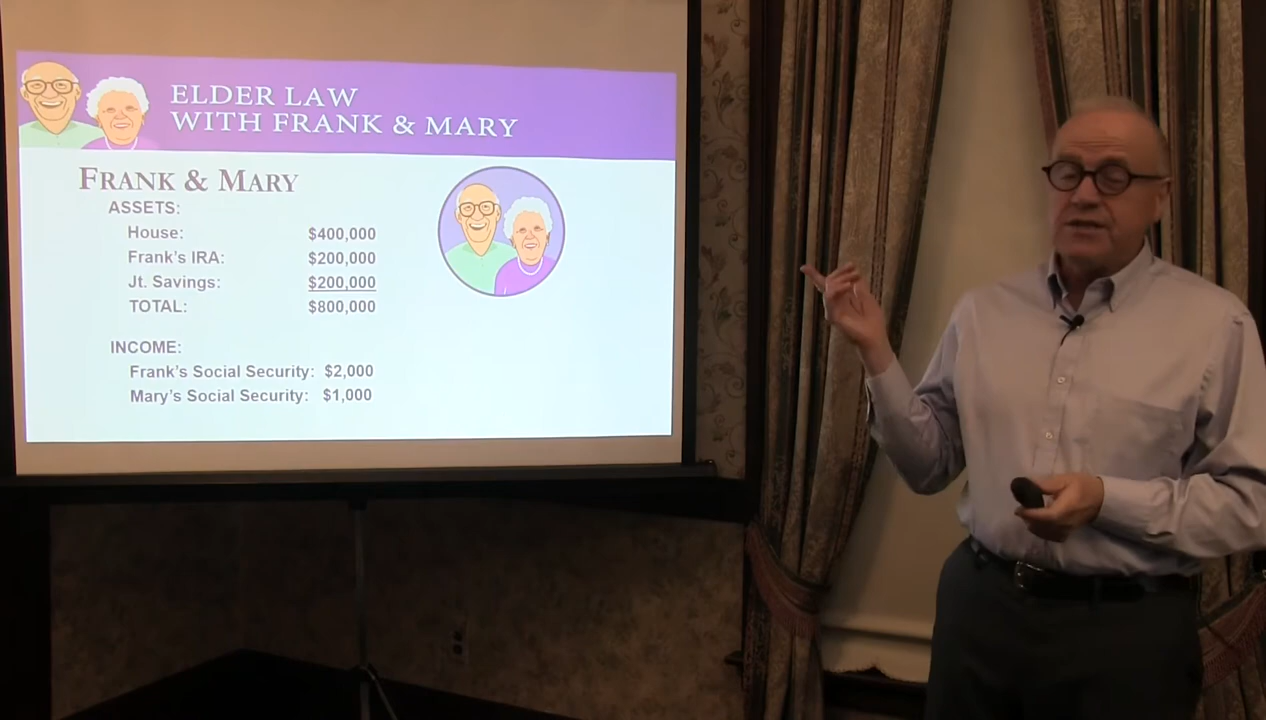 ELDER LAW
WITH FRANK & MARY
FRANK & MARY
ASSETS:
House: $400,000
Frank's IRA: $200,000
Jt. Savings: $200,000
TOTAL: $800,000
INCOME:
Frank's Social Security: $2,000
Mary's Social Security: $1,000